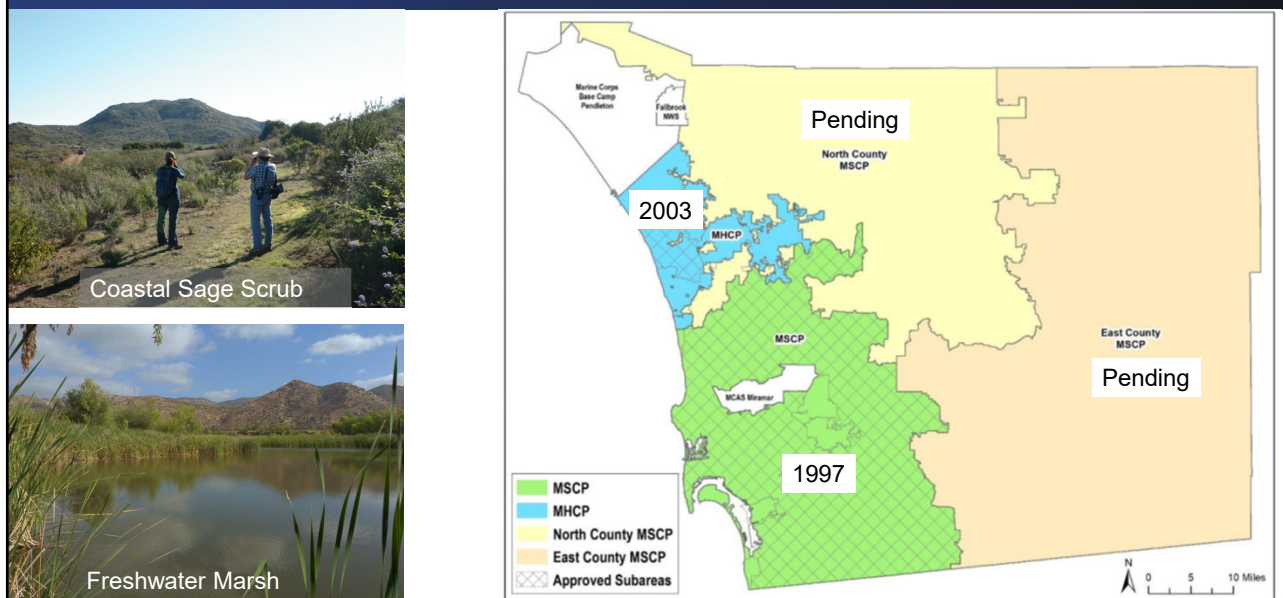 Coastal Sage Scrub
Freshwater Marsh
Marine Corps
Base Camp
Pendleton
Fallbrook
NWS
Pending
North County
MSCP
2003
MHCP
MSCP
East County
MSCP
Pending
MCAS Miramar
1997
MSCP
MHCP
North County MSCP
East County MSCP
Approved Subareas
N
0 5 10 Miles